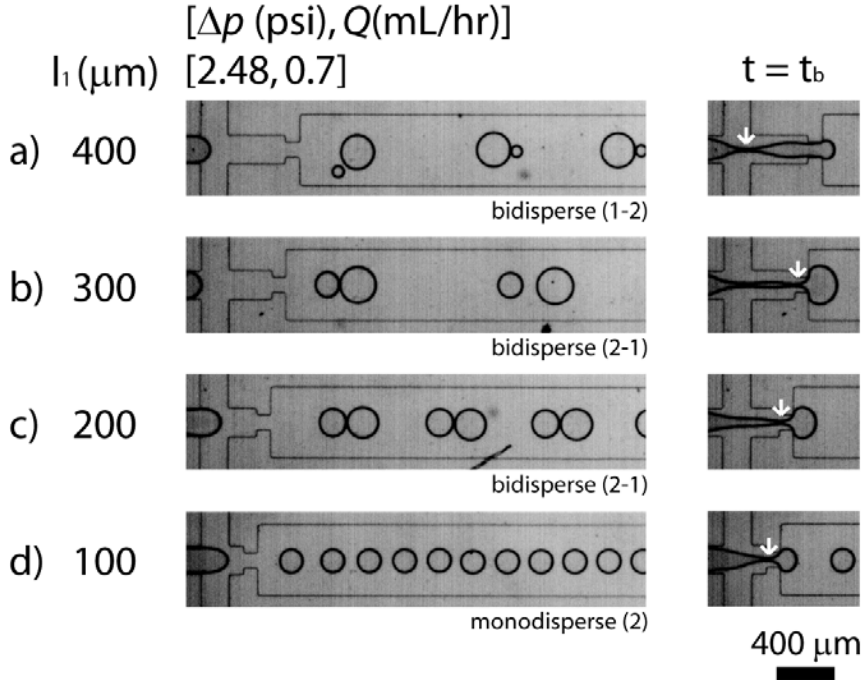 [Δp (psi), Q(mL/hr)]
l₁ (μm) [2.48, 0.7] t = tb
a) 400
bidisperse (1-2)
b) 300
bidisperse (2-1)
c) 200
bidisperse (2-1)
d) 100
monodisperse (2)
400 μm